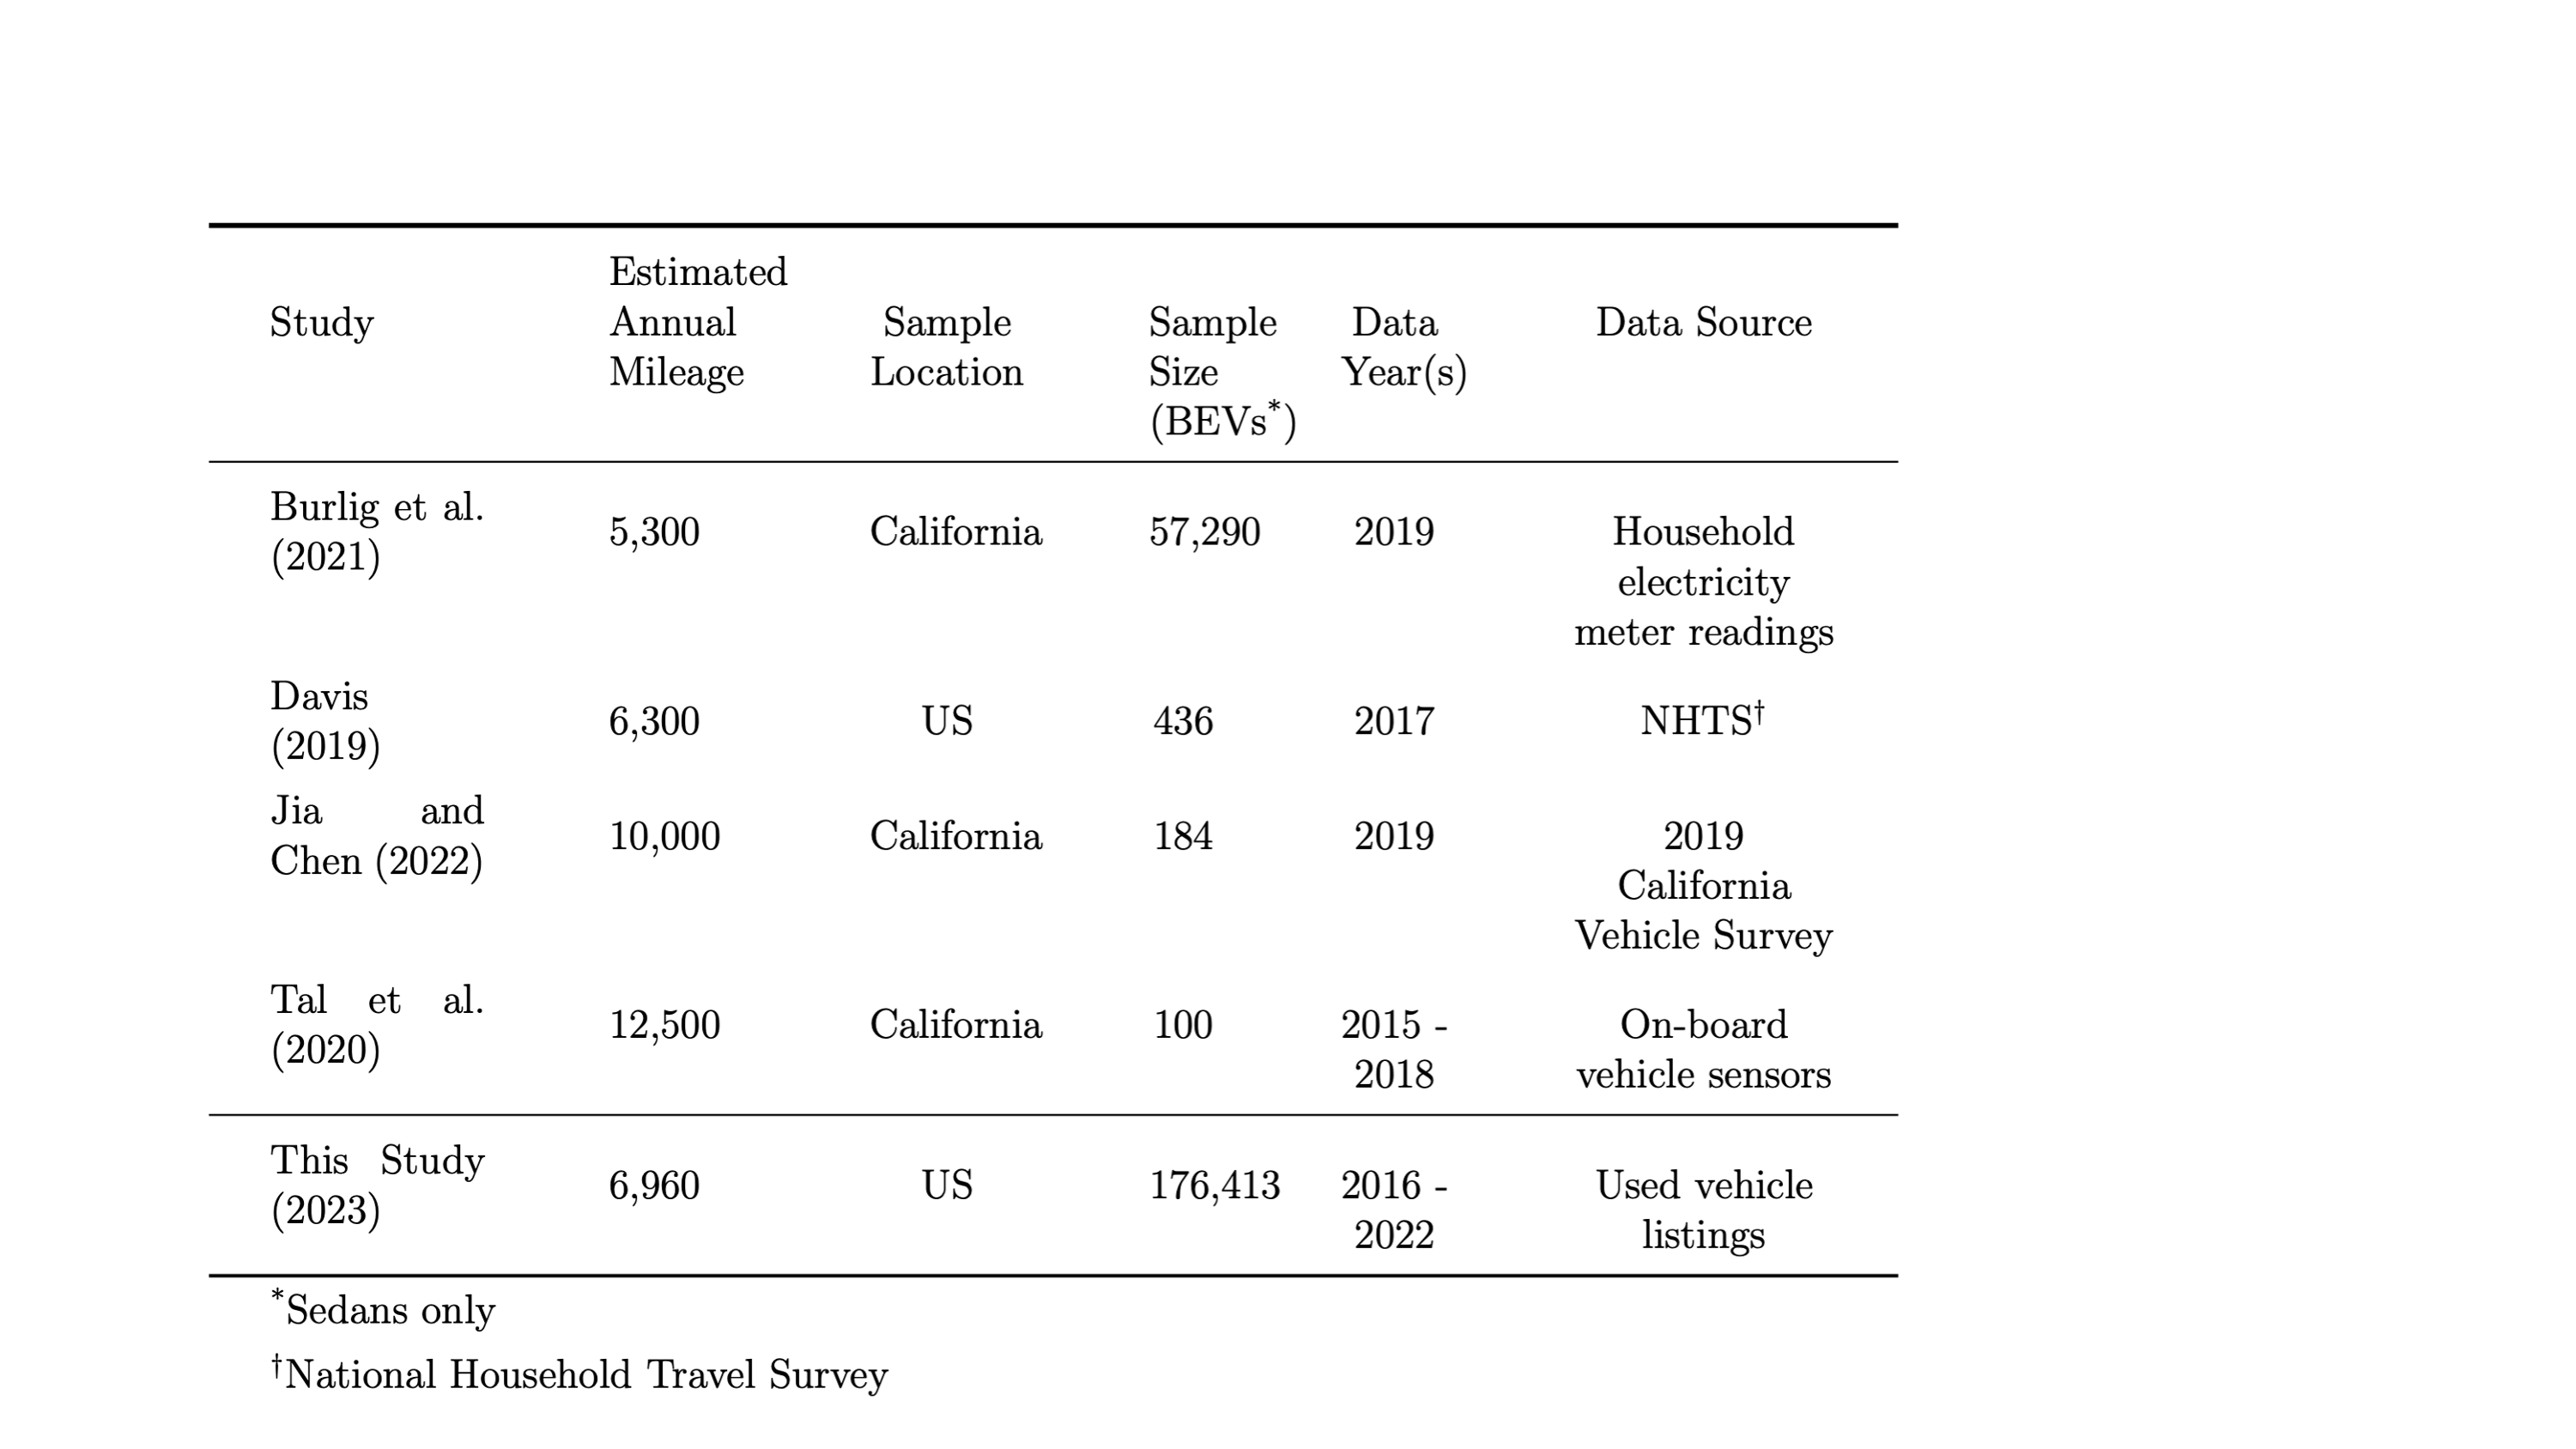 Study Estimated Annual Mileage Sample Location Sample Size (BEVs*) Data Year(s) Data Source
Burlig et al. (2021) 5,300 California 57,290 2019 Household electricity meter readings
Davis (2019) 6,300 US 436 2017 NHTS†
Jia and Chen (2022) 10,000 California 184 2019 2019 California Vehicle Survey
Tal et al. (2020) 12,500 California 100 2015 - 2018 On-board vehicle sensors
This Study (2023) 6,960 US 176,413 2016 - 2022 Used vehicle listings
*Sedans only
†National Household Travel Survey